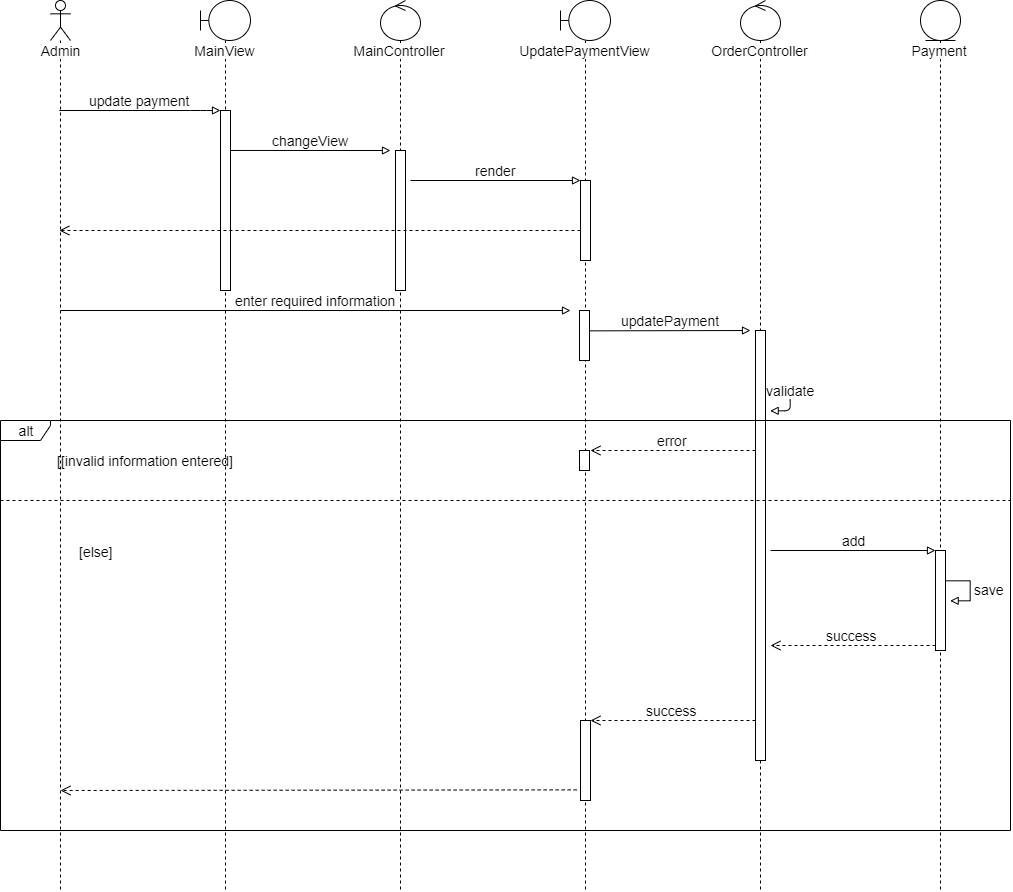 Admin
MainView
MainController
UpdatePaymentView
OrderController
Payment
update payment
changeView
render
enter required information
updatePayment
validate
alt
error
[[invalid information entered]
[else]
add
save
success
success